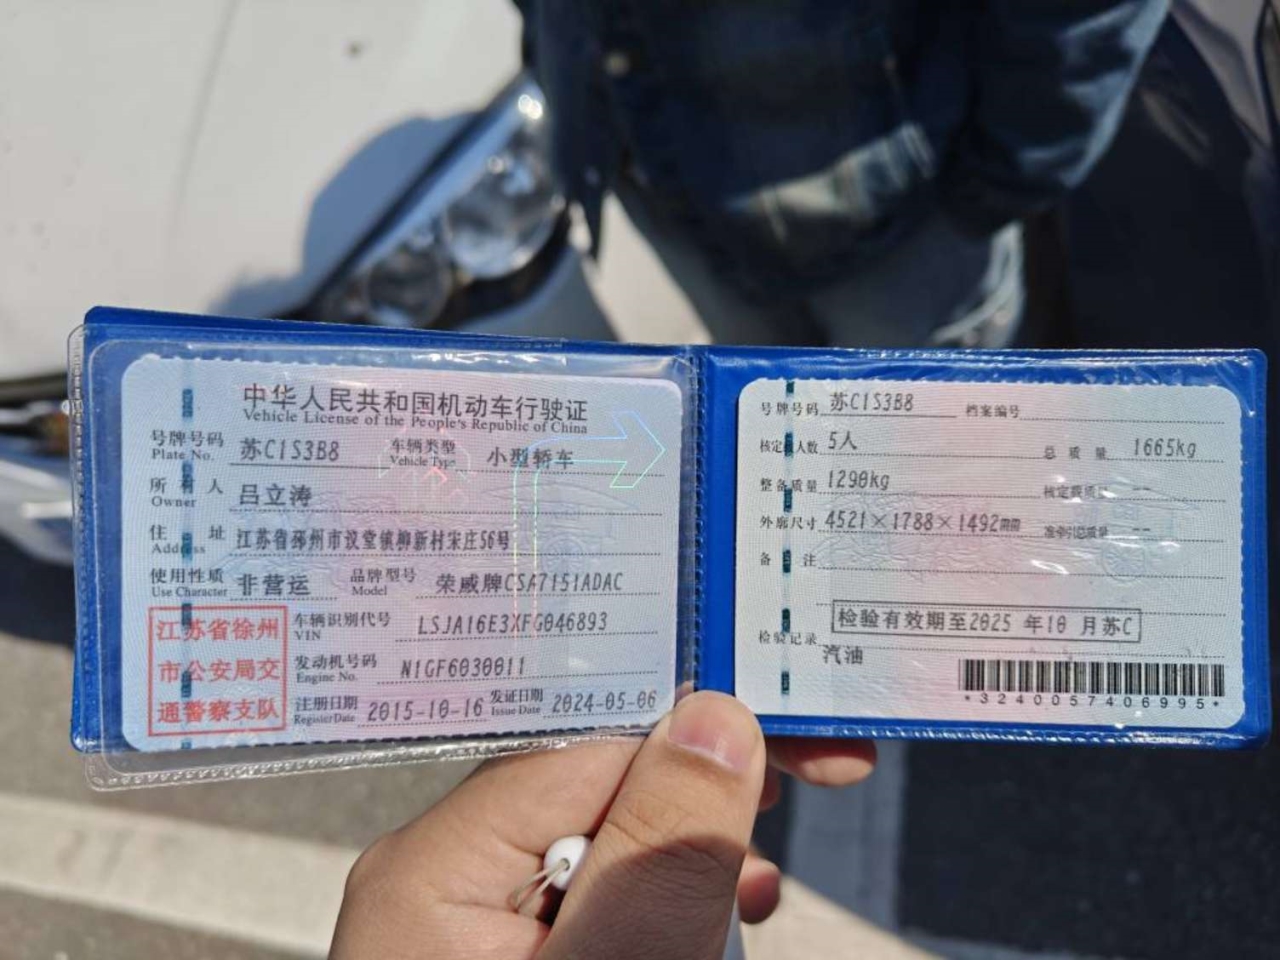 中华人民共和国机动车行驶证
Vehicle License of the People's Republic of China
号牌号码 苏C1S3B8 车辆类型 小型轿车
Plate No. Vehicle Type
所有人 吕立涛
Owner
住址 江苏省邳州市议堂镇柳新村宋庄56号
Address
使用性质 非营运 品牌型号 荣威牌CSA7151ADAC
Use Character Model
江苏省徐州
市公安局交
通警察支队
车辆识别代号 LSJA16E3XFG046893
VIN
发动机号码 N1GF6030011
Engine No.
注册日期 2015-10-16 发证日期 2024-05-06
Register Date Issue Date
号牌号码 苏C1S3B8 档案编号
核定载人数 5人 总质量 1665kg
整备质量 1290kg 核定载质量 --
外廓尺寸 4521×1788×1492mm 准牵引总质量 --
备注
检验有效期至2025 年10 月苏C
检验记录
汽油
*3240057406995*